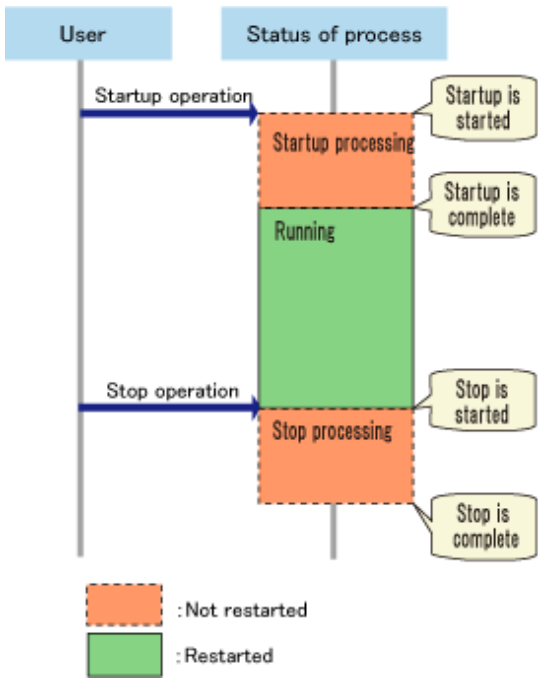 User
Status of process
Startup operation
Startup is
started
Startup processing
Startup is
complete
Running
Stop operation
Stop is
started
Stop processing
Stop is
complete
:Not restarted
:Restarted